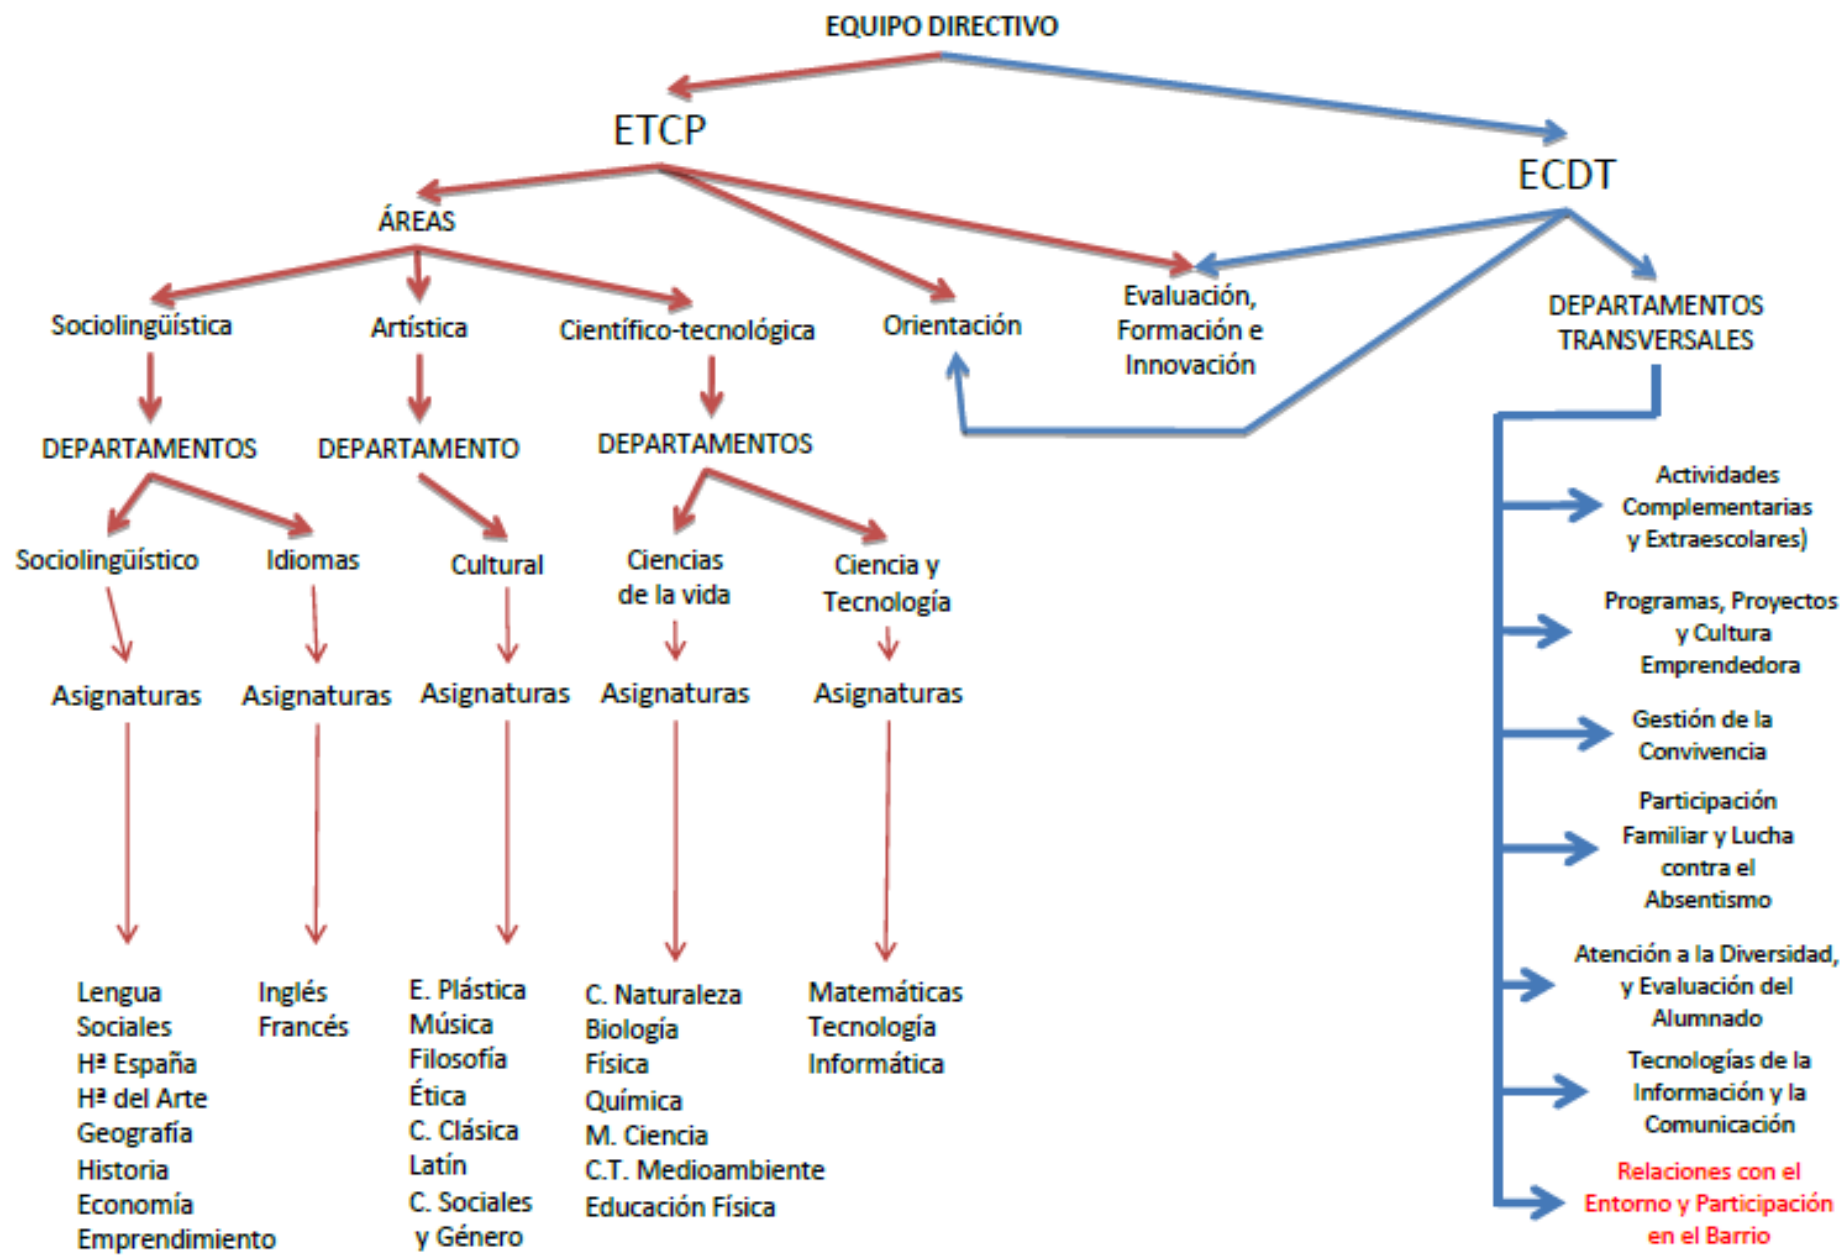 EQUIPO DIRECTIVO
ETCP
ECDT
ÁREAS
Sociolingüística
Artística
Científico-tecnológica
Orientación
Evaluación,
Formación e
Innovación
DEPARTAMENTOS
TRANSVERSALES
DEPARTAMENTOS
DEPARTAMENTO
DEPARTAMENTOS
Sociolingüístico
Idiomas
Cultural
Ciencias
de la vida
Ciencia y
Tecnología
Asignaturas
Asignaturas
Asignaturas
Asignaturas
Asignaturas
Lengua
Sociales
Hª España
Hª del Arte
Geografía
Historia
Economía
Emprendimiento
Inglés
Francés
E. Plástica
Música
Filosofía
Ética
C. Clásica
Latín
C. Sociales
y Género
C. Naturaleza
Biología
Física
Química
M. Ciencia
C.T. Medioambiente
Educación Física
Matemáticas
Tecnología
Informática
Actividades
Complementarias
y Extraescolares)
Programas, Proyectos
y Cultura
Emprendedora
Gestión de la
Convivencia
Participación
Familiar y Lucha
contra el
Absentismo
Atención a la Diversidad,
y Evaluación del
Alumnado
Tecnologías de la
Información y la
Comunicación
Relaciones con el
Entorno y Participación
en el Barrio